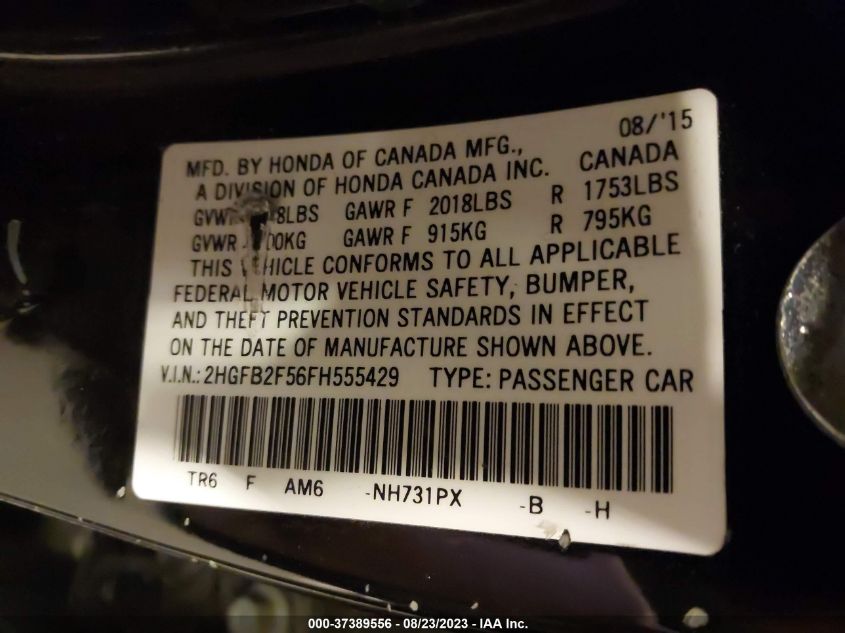 08/'15
MFD. BY HONDA OF CANADA MFG.,
A DIVISION OF HONDA CANADA INC. CANADA
GAWR F 2018LBS R 1753LBS
GVWR GAWR F 915KG R 795KG
THIS VEHICLE CONFORMS TO ALL APPLICABLE
FEDERAL MOTOR VEHICLE SAFETY, BUMPER,
AND THEFT PREVENTION STANDARDS IN EFFECT
ON THE DATE OF MANUFACTURE SHOWN ABOVE.
V.I.N.: 2HGFB2F56FH555429 TYPE: PASSENGER CAR
TR6 F AM6 -NH731PX -B -H
000-37389556 - 08/23/2023 - IAA Inc.